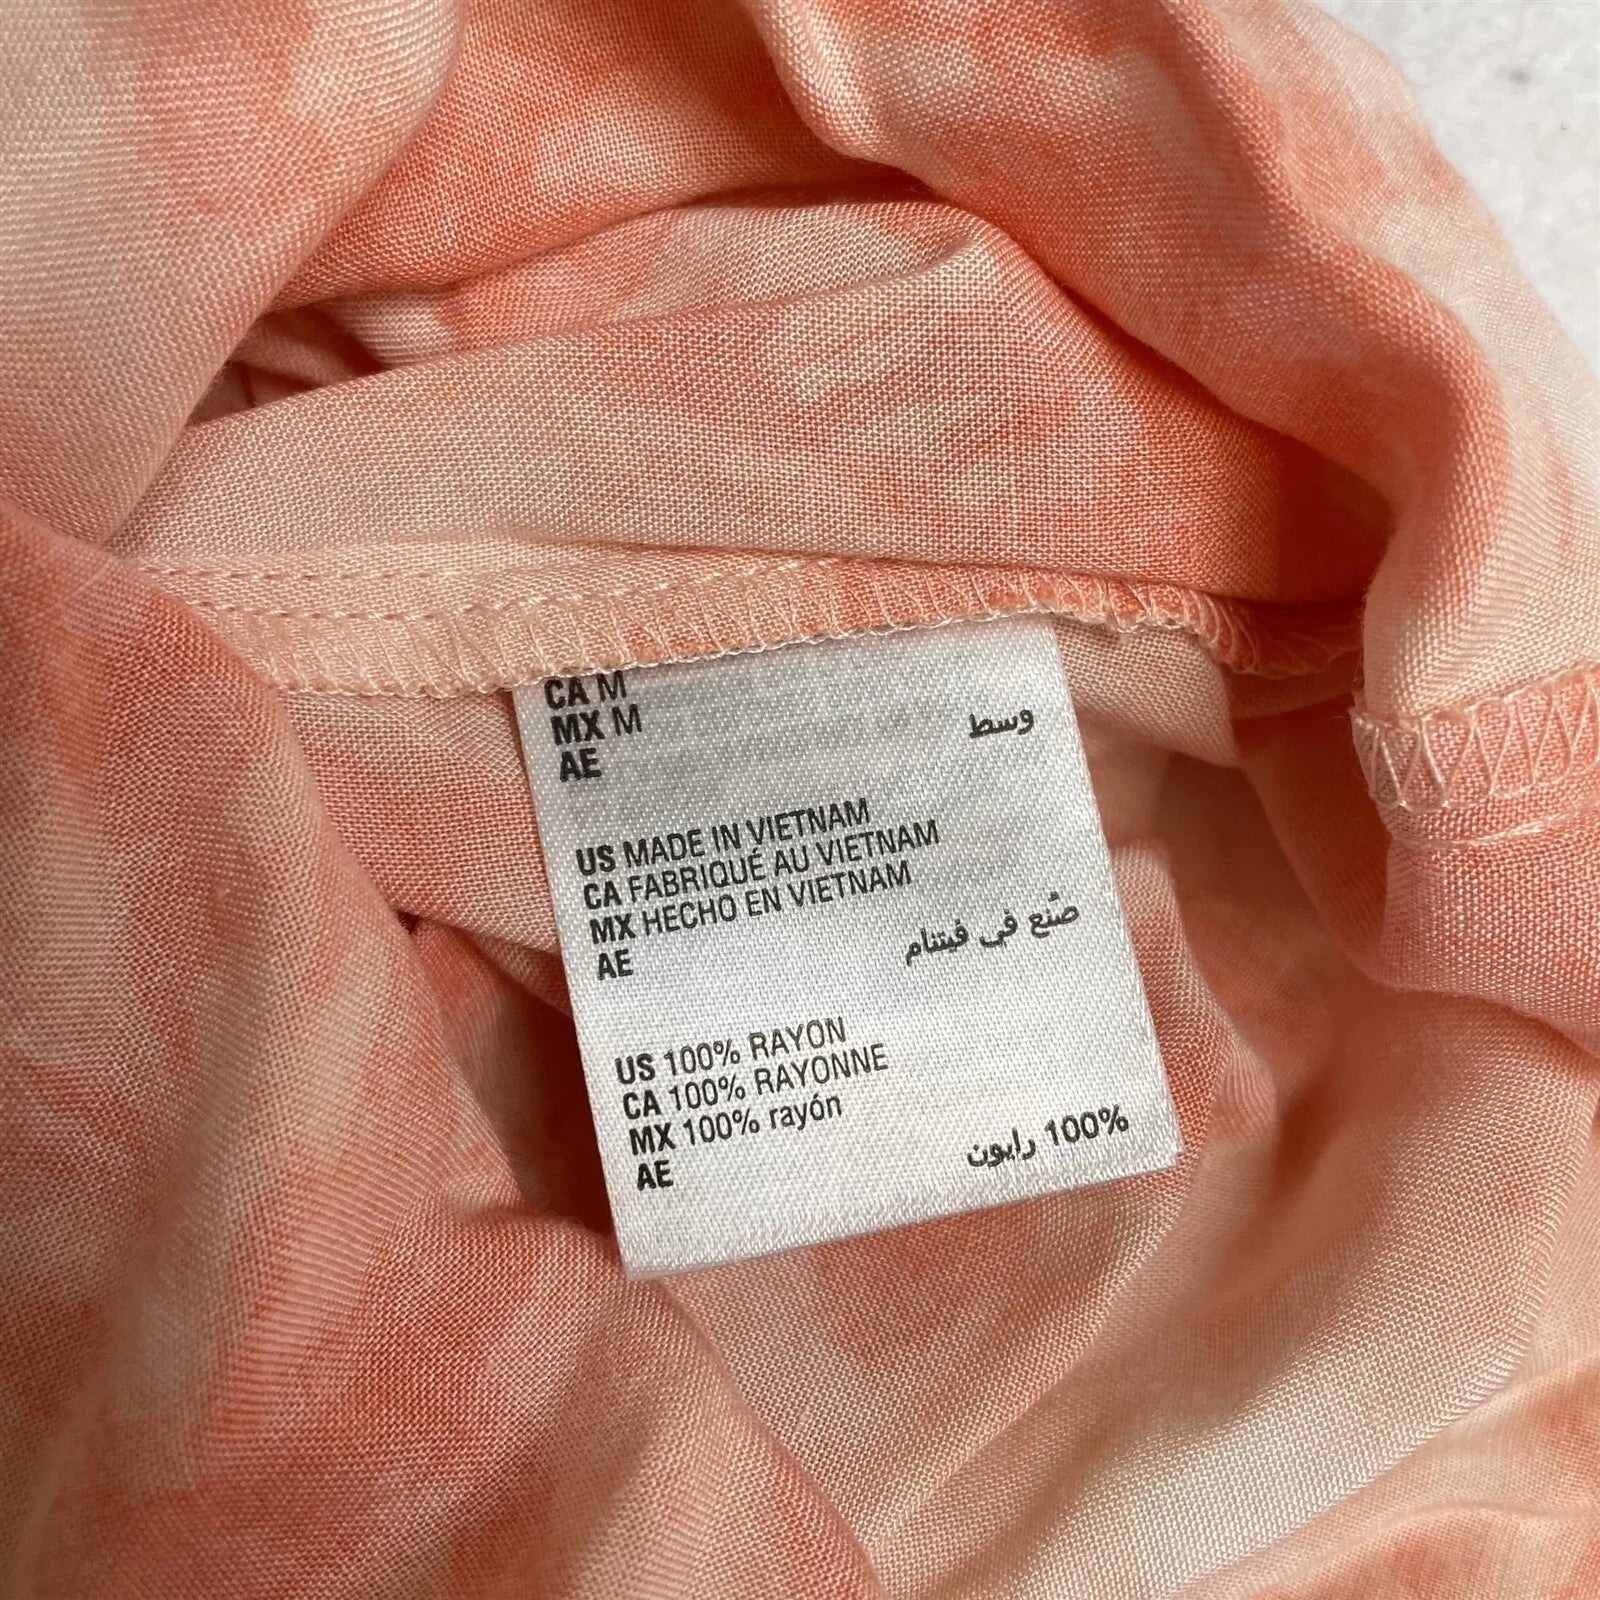 CA M
MX M
AE وسط
US MADE IN VIETNAM
CA FABRIQUÉ AU VIETNAM
MX HECHO EN VIETNAM
AE صُنع في فيتنام
US 100% RAYON
CA 100% RAYONNE
MX 100% rayón
AE 100% رايون